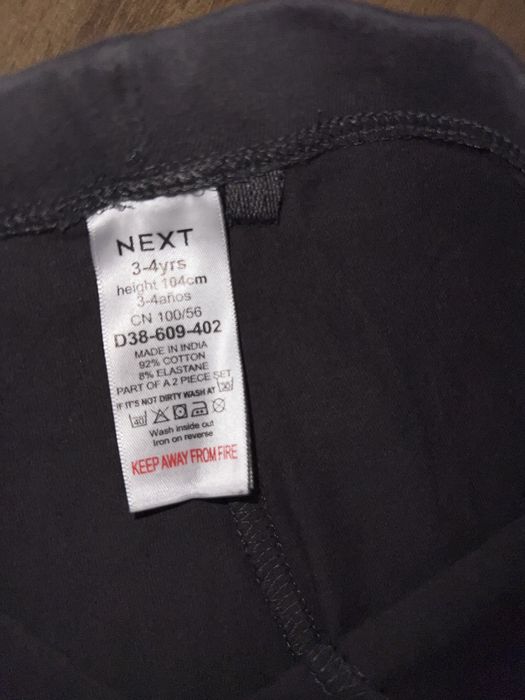 NEXT
3-4yrs
height 104cm
3-4años
CN 100/56
D38-609-402
MADE IN INDIA
92% COTTON
8% ELASTANE
PART OF A 2 PIECE SET
IF IT'S NOT DIRTY WASH AT 30
40
Wash inside out
Iron on reverse
KEEP AWAY FROM FIRE